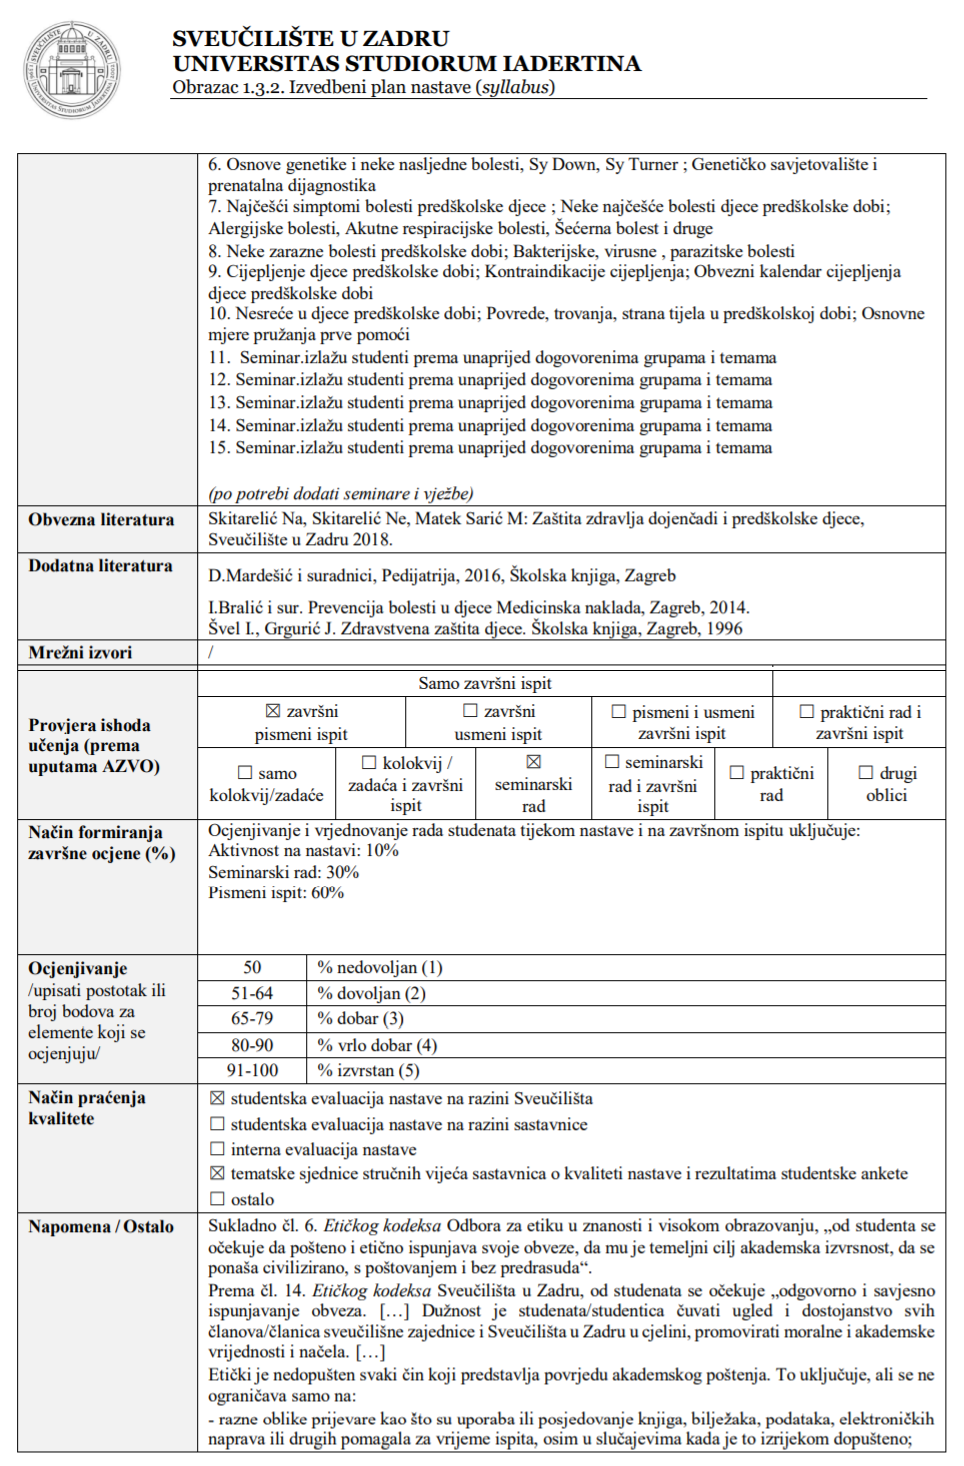 SVEUČILIŠTE U ZADRU
UNIVERSITAS STUDIORUM IADERTINA
Obrazac 1.3.2. Izvedbeni plan nastave (syllabus)
6. Osnove genetike i neke nasljedne bolesti, Sy Down, Sy Turner ; Genetičko savjetovalište i
prenatalna dijagnostika
7. Najčešći simptomi bolesti predškolske djece ; Neke najčešće bolesti djece predškolske dobi;
Alergijske bolesti, Akutne respiracijske bolesti, Šećerna bolest i druge
8. Neke zarazne bolesti predškolske dobi; Bakterijske, virusne , parazitske bolesti
9. Cijepljenje djece predškolske dobi; Kontraindikacije cijepljenja; Obvezni kalendar cijepljenja
djece predškolske dobi
10. Nesreće u djece predškolske dobi; Povrede, trovanja, strana tijela u predškolskoj dobi; Osnovne
mjere pružanja prve pomoći
11. Seminar.izlažu studenti prema unaprijed dogovorenima grupama i temama
12. Seminar.izlažu studenti prema unaprijed dogovorenima grupama i temama
13. Seminar.izlažu studenti prema unaprijed dogovorenima grupama i temama
14. Seminar.izlažu studenti prema unaprijed dogovorenima grupama i temama
15. Seminar.izlažu studenti prema unaprijed dogovorenima grupama i temama
(po potrebi dodati seminare i vježbe)
Obvezna literatura
Skitarelić Na, Skitarelić Ne, Matek Sarić M: Zaštita zdravlja dojenčadi i predškolske djece,
Sveučilište u Zadru 2018.
Dodatna literatura
D.Mardešić i suradnici, Pedijatrija, 2016, Školska knjiga, Zagreb
I.Bralić i sur. Prevencija bolesti u djece Medicinska naklada, Zagreb, 2014.
Švel I., Grgurić J. Zdravstvena zaštita djece. Školska knjiga, Zagreb, 1996
Mrežni izvori
/
Provjera ishoda
učenja (prema
uputama AZVO)
Samo završni ispit
☒ završni
pismeni ispit
☐ završni
usmeni ispit
☐ pismeni i usmeni
završni ispit
☐ praktični rad i
završni ispit
☐ samo
kolokvij/zadaće
☐ kolokvij /
zadaća i završni
ispit
☒
seminarski
rad
☐ seminarski
rad i završni
ispit
☐ praktični
rad
☐ drugi
oblici
Način formiranja
završne ocjene (%)
Ocjenjivanje i vrjednovanje rada studenata tijekom nastave i na završnom ispitu uključuje:
Aktivnost na nastavi: 10%
Seminarski rad: 30%
Pismeni ispit: 60%
Ocjenjivanje
/upisati postotak ili
broj bodova za
elemente koji se
ocjenjuju/
50 % nedovoljan (1)
51-64 % dovoljan (2)
65-79 % dobar (3)
80-90 % vrlo dobar (4)
91-100 % izvrstan (5)
Način praćenja
kvalitete
☒ studentska evaluacija nastave na razini Sveučilišta
☐ studentska evaluacija nastave na razini sastavnice
☐ interna evaluacija nastave
☒ tematske sjednice stručnih vijeća sastavnica o kvaliteti nastave i rezultatima studentske ankete
☐ ostalo
Napomena / Ostalo
Sukladno čl. 6. Etičkog kodeksa Odbora za etiku u znanosti i visokom obrazovanju, „od studenta se
očekuje da pošteno i etično ispunjava svoje obveze, da mu je temeljni cilj akademska izvrsnost, da se
ponaša civilizirano, s poštovanjem i bez predrasuda“.
Prema čl. 14. Etičkog kodeksa Sveučilišta u Zadru, od studenata se očekuje „odgovorno i savjesno
ispunjavanje obveza. […] Dužnost je studenata/studentica čuvati ugled i dostojanstvo svih
članova/članica sveučilišne zajednice i Sveučilišta u Zadru u cjelini, promovirati moralne i akademske
vrijednosti i načela. […]
Etički je nedopušten svaki čin koji predstavlja povrjedu akademskog poštenja. To uključuje, ali se ne
ograničava samo na:
- razne oblike prijevare kao što su uporaba ili posjedovanje knjiga, bilježaka, podataka, elektroničkih
naprava ili drugih pomagala za vrijeme ispita, osim u slučajevima kada je to izrijekom dopušteno;